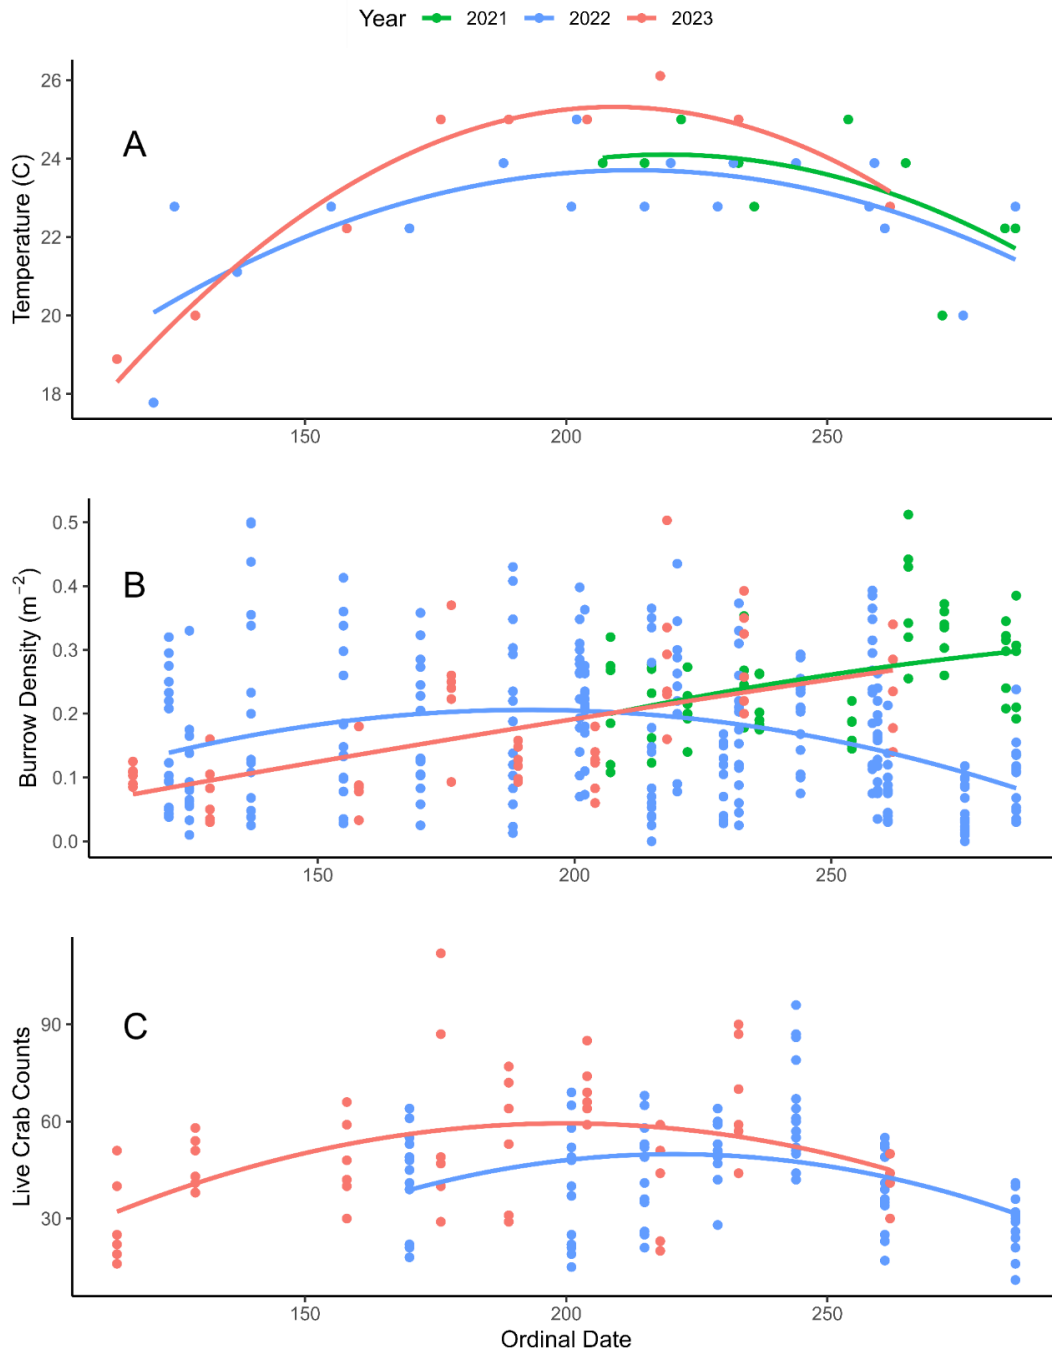 Year 2021 2022 2023
A
Temperature (C)
26
24
22
20
18
150 200 250
B
Burrow Density (m⁻²)
0.5
0.4
0.3
0.2
0.1
0.0
150 200 250
C
Live Crab Counts
90
60
30
150 200 250
Ordinal Date